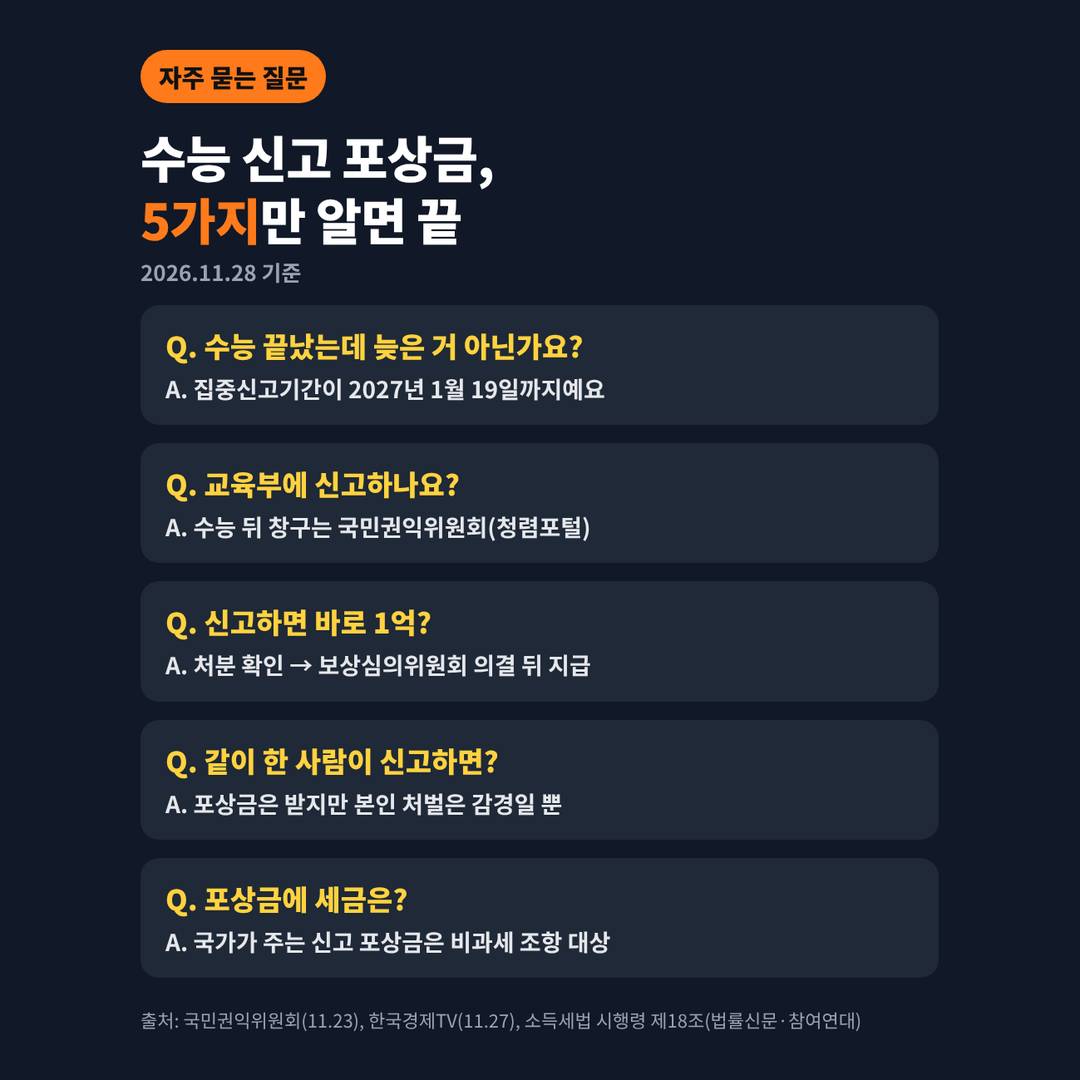 자주 묻는 질문
수능 신고 포상금,
5가지만 알면 끝
2026.11.28 기준
Q. 수능 끝났는데 늦은 거 아닌가요?
A. 집중신고기간이 2027년 1월 19일까지예요
Q. 교육부에 신고하나요?
A. 수능 뒤 창구는 국민권익위원회(청렴포털)
Q. 신고하면 바로 1억?
A. 처분 확인 → 보상심의위원회 의결 뒤 지급
Q. 같이 한 사람이 신고하면?
A. 포상금은 받지만 본인 처벌은 감경일 뿐
Q. 포상금에 세금은?
A. 국가가 주는 신고 포상금은 비과세 조항 대상
출처: 국민권익위원회(11.23), 한국경제TV(11.27), 소득세법 시행령 제18조(법률신문·참여연대)